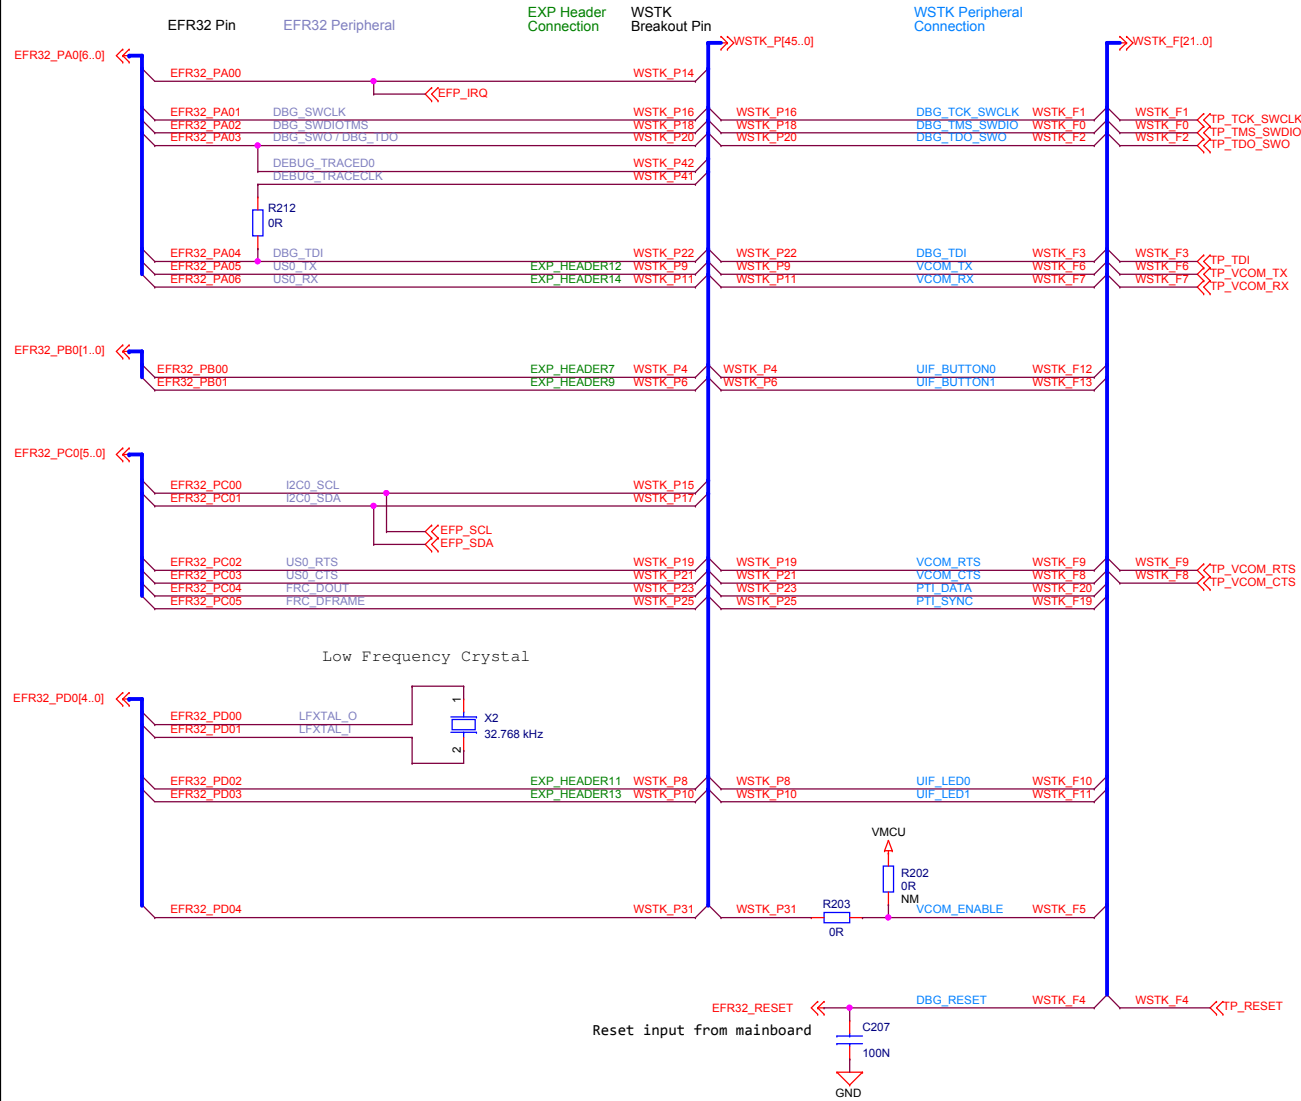 EFR32 Pin EFR32 Peripheral EXP Header Connection WSTK Breakout Pin WSTK Peripheral Connection
EFR32_PA0[6..0] WSTK_P[45..0] WSTK_F[21..0]
EFR32_PA00 WSTK_P14
EFP_IRQ
EFR32_PA01 DBG_SWCLK WSTK_P16 WSTK_P16 DBG_TCK_SWCLK WSTK_F1 WSTK_F1 TP_TCK_SWCLK
EFR32_PA02 DBG_SWDIOTMS WSTK_P18 WSTK_P18 DBG_TMS_SWDIO WSTK_F0 WSTK_F0 TP_TMS_SWDIO
EFR32_PA03 DBG_SWO / DBG_TDO WSTK_P20 WSTK_P20 DBG_TDO_SWO WSTK_F2 WSTK_F2 TP_TDO_SWO
DEBUG_TRACED0 WSTK_P42
DEBUG_TRACECLK WSTK_P41
R212
0R
EFR32_PA04 DBG_TDI WSTK_P22 WSTK_P22 DBG_TDI WSTK_F3 WSTK_F3 TP_TDI
EFR32_PA05 US0_TX EXP_HEADER12 WSTK_P9 WSTK_P9 VCOM_TX WSTK_F6 WSTK_F6 TP_VCOM_TX
EFR32_PA06 US0_RX EXP_HEADER14 WSTK_P11 WSTK_P11 VCOM_RX WSTK_F7 WSTK_F7 TP_VCOM_RX
EFR32_PB0[1..0]
EFR32_PB00 EXP_HEADER7 WSTK_P4 WSTK_P4 UIF_BUTTON0 WSTK_F12
EFR32_PB01 EXP_HEADER9 WSTK_P6 WSTK_P6 UIF_BUTTON1 WSTK_F13
EFR32_PC0[5..0]
EFR32_PC00 I2C0_SCL WSTK_P15
EFR32_PC01 I2C0_SDA WSTK_P17
EFP_SCL
EFP_SDA
EFR32_PC02 US0_RTS WSTK_P19 WSTK_P19 VCOM_RTS WSTK_F9 WSTK_F9 TP_VCOM_RTS
EFR32_PC03 US0_CTS WSTK_P21 WSTK_P21 VCOM_CTS WSTK_F8 WSTK_F8 TP_VCOM_CTS
EFR32_PC04 FRC_DOUT WSTK_P23 WSTK_P23 PTI_DATA WSTK_F20
EFR32_PC05 FRC_DFRAME WSTK_P25 WSTK_P25 PTI_SYNC WSTK_F19
Low Frequency Crystal
EFR32_PD0[4..0]
EFR32_PD00 LFXTAL_O 1 X2
EFR32_PD01 LFXTAL_I 2 32.768 kHz
EFR32_PD02 EXP_HEADER11 WSTK_P8 WSTK_P8 UIF_LED0 WSTK_F10
EFR32_PD03 EXP_HEADER13 WSTK_P10 WSTK_P10 UIF_LED1 WSTK_F11
VMCU
R202
0R
NM
EFR32_PD04 WSTK_P31 WSTK_P31 R203 VCOM_ENABLE WSTK_F5
0R
EFR32_RESET DBG_RESET WSTK_F4 WSTK_F4 TP_RESET
Reset input from mainboard C207
100N
GND